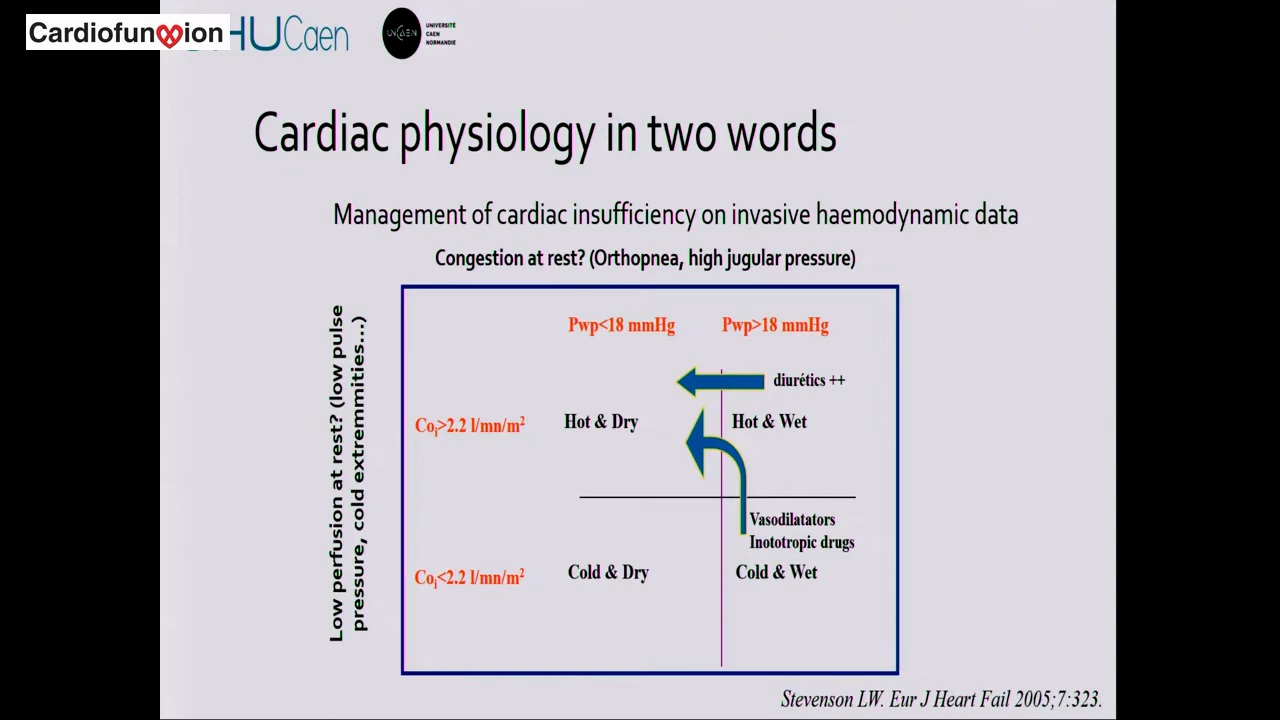 Cardiofunxion
HUCaen
UNICAEN
UNIVERSITÉ
CAEN
NORMANDIE
Cardiac physiology in two words
Management of cardiac insufficiency on invasive haemodynamic data
Congestion at rest? (Orthopnea, high jugular pressure)
Low perfusion at rest? (low pulse
pressure, cold extremmities...)
Pwp<18 mmHg Pwp>18 mmHg
diurétics ++
Coi>2.2 l/mn/m² Hot & Dry Hot & Wet
Vasodilatators
Inototropic drugs
Coi<2.2 l/mn/m² Cold & Dry Cold & Wet
Stevenson LW. Eur J Heart Fail 2005;7:323.